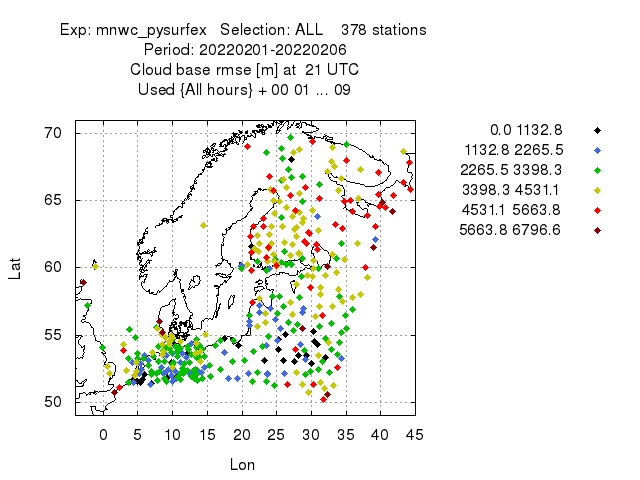 Exp: mnwc_pysurfex Selection: ALL 378 stations
Period: 20220201-20220206
Cloud base rmse [m] at 21 UTC
Used {All hours} + 00 01 ... 09
0.0 1132.8
1132.8 2265.5
2265.5 3398.3
3398.3 4531.1
4531.1 5663.8
5663.8 6796.6
70
65
60
55
50
Lat
0 5 10 15 20 25 30 35 40 45
Lon